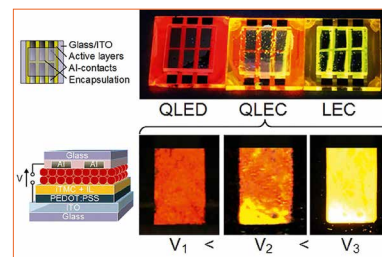 Glass/ITO
Active layers
Al-contacts
Encapsulation
QLED QLEC LEC
Glass
Al Al
V
iTMC + IL
PEDOT:PSS
ITO
Glass
V1 < V2 < V3